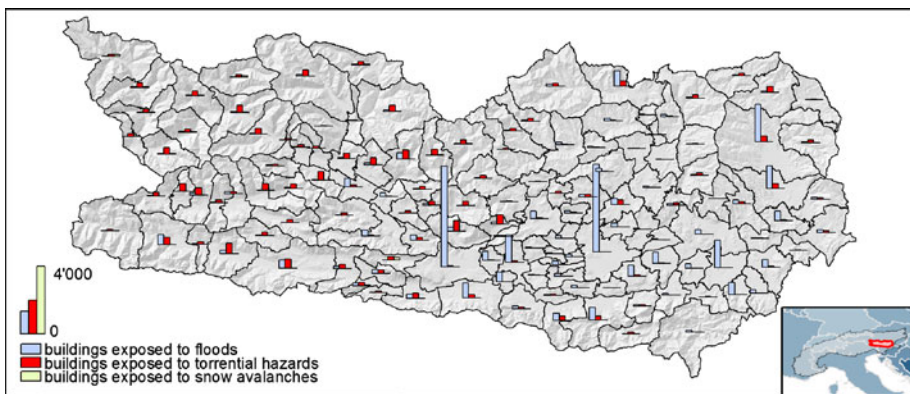 4'000
0
buildings exposed to floods
buildings exposed to torrential hazards
buildings exposed to snow avalanches